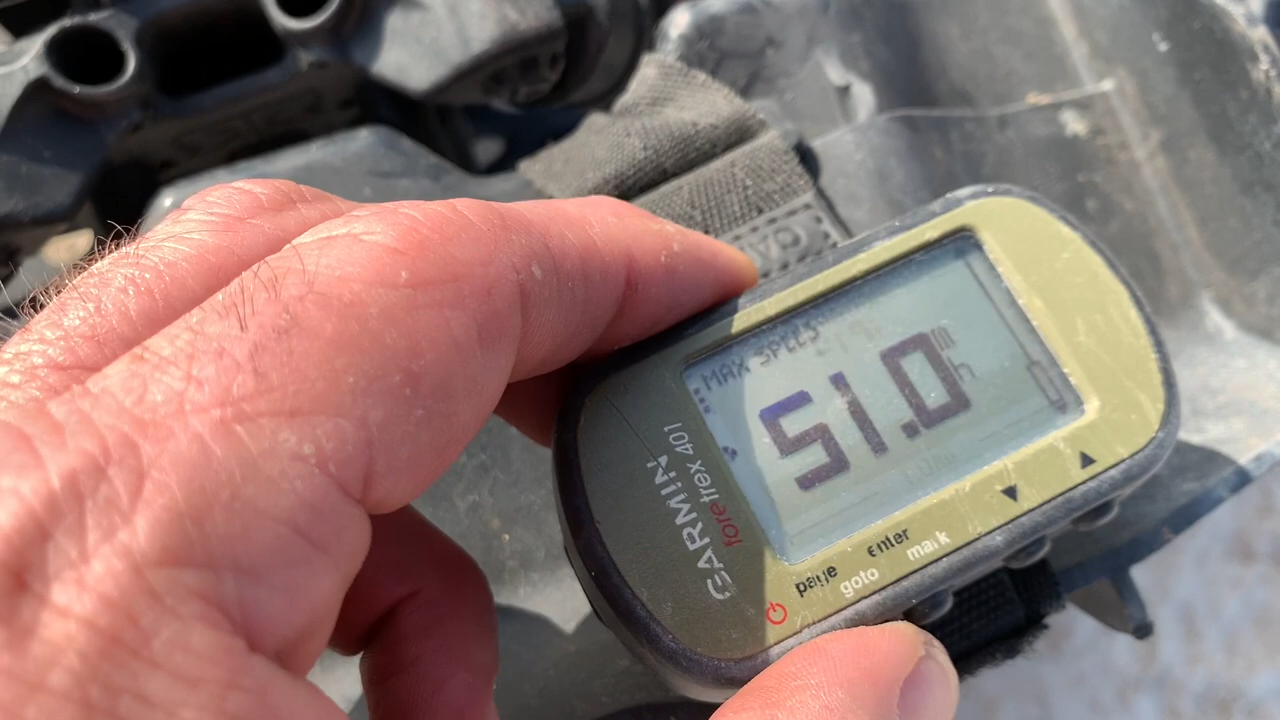 MAX SPEED
51.0 m h
GARMIN
foretrex 401
page
enter
goto
mark